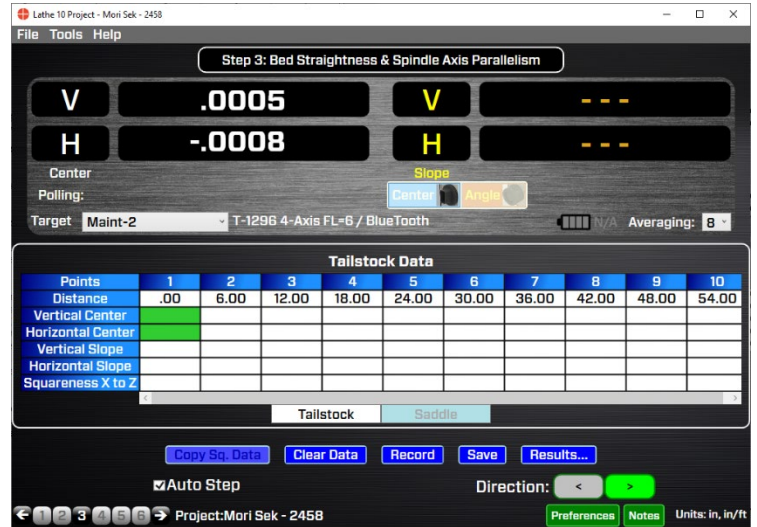 Lathe 10 Project - Mori Sek - 2458
File Tools Help
Step 3: Bed Straightness & Spindle Axis Parallelism
V .0005 V - - -
H -.0008 H - - -
Center Slope
Polling: Center Angle
Target Maint-2 T-1296 4-Axis FL=6 / BlueTooth N/A Averaging: 8
Tailstock Data
Points 1 2 3 4 5 6 7 8 9 10
Distance .00 6.00 12.00 18.00 24.00 30.00 36.00 42.00 48.00 54.00
Vertical Center
Horizontal Center
Vertical Slope
Horizontal Slope
Squareness X to Z
Tailstock Saddle
Copy Sq. Data Clear Data Record Save Results...
Auto Step Direction: < >
1 2 3 4 5 6 Project:Mori Sek - 2458 Preferences Notes Units: in, in/ft